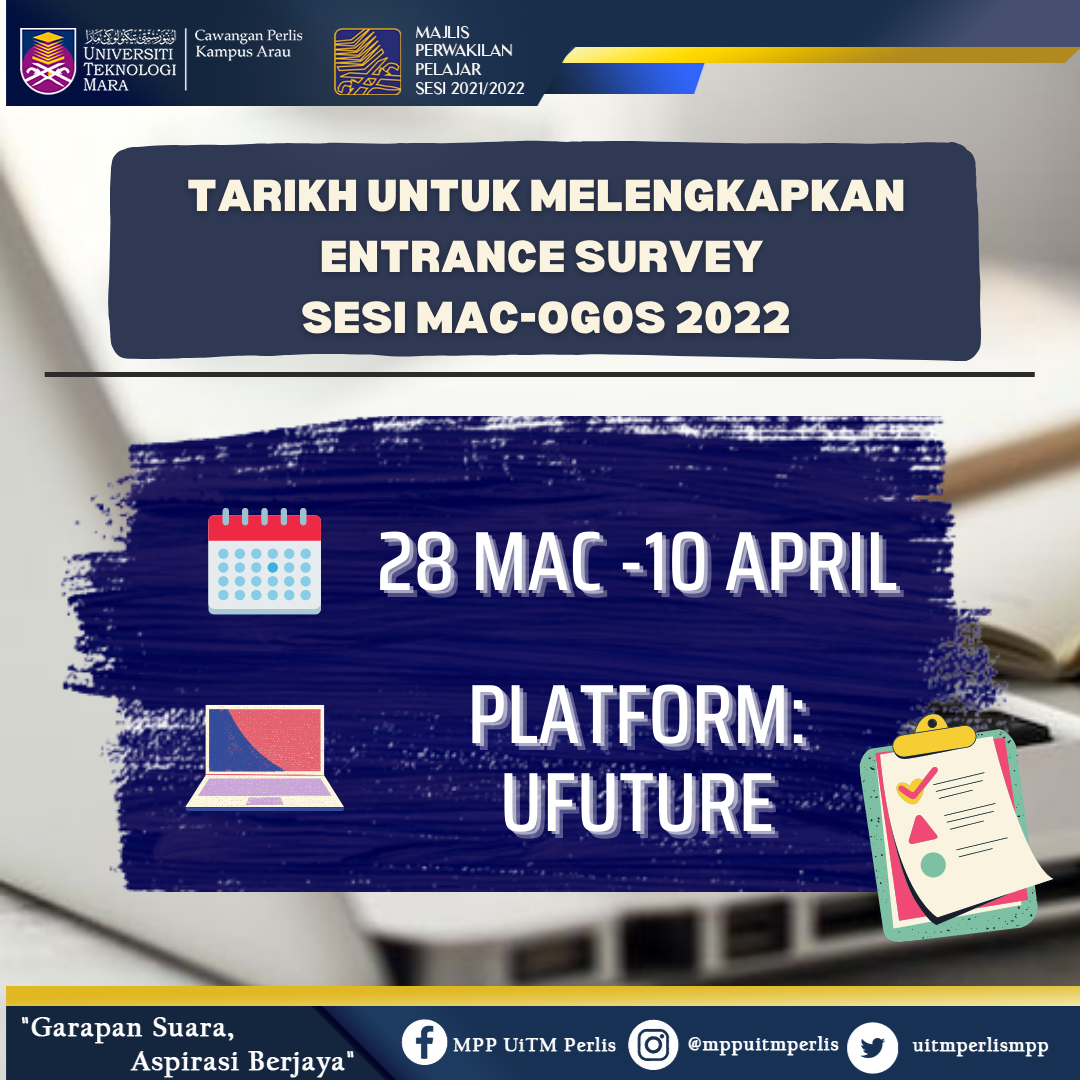 UNIVERSITI
TEKNOLOGI
MARA
Cawangan Perlis
Kampus Arau
MAJLIS
PERWAKILAN
PELAJAR
SESI 2021/2022
TARIKH UNTUK MELENGKAPKAN
ENTRANCE SURVEY
SESI MAC-OGOS 2022
28 MAC -10 APRIL
PLATFORM:
UFUTURE
"Garapan Suara,
Aspirasi Berjaya"
MPP UiTM Perlis
@mppuitmperlis
uitmperlismpp